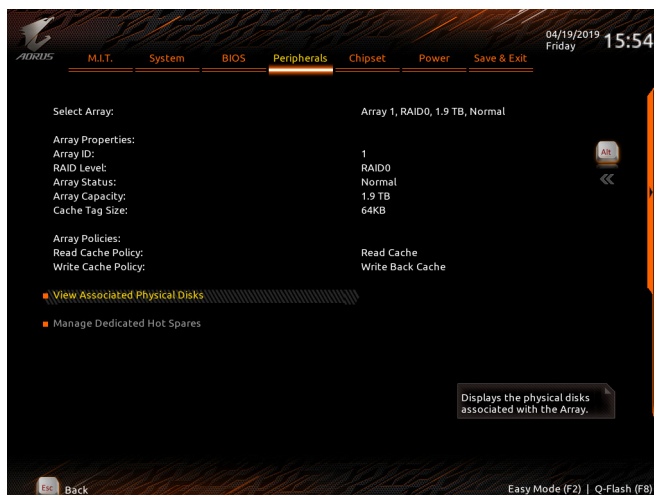 04/19/2019 15:54
Friday
AORUS
M.I.T. System BIOS Peripherals Chipset Power Save & Exit
Select Array: Array 1, RAID0, 1.9 TB, Normal
Array Properties:
Array ID: 1
RAID Level: RAID0
Array Status: Normal
Array Capacity: 1.9 TB
Cache Tag Size: 64KB
Alt
Array Policies:
Read Cache Policy: Read Cache
Write Cache Policy: Write Back Cache
View Associated Physical Disks
Manage Dedicated Hot Spares
Displays the physical disks
associated with the Array.
Esc Back
Easy Mode (F2) | Q-Flash (F8)